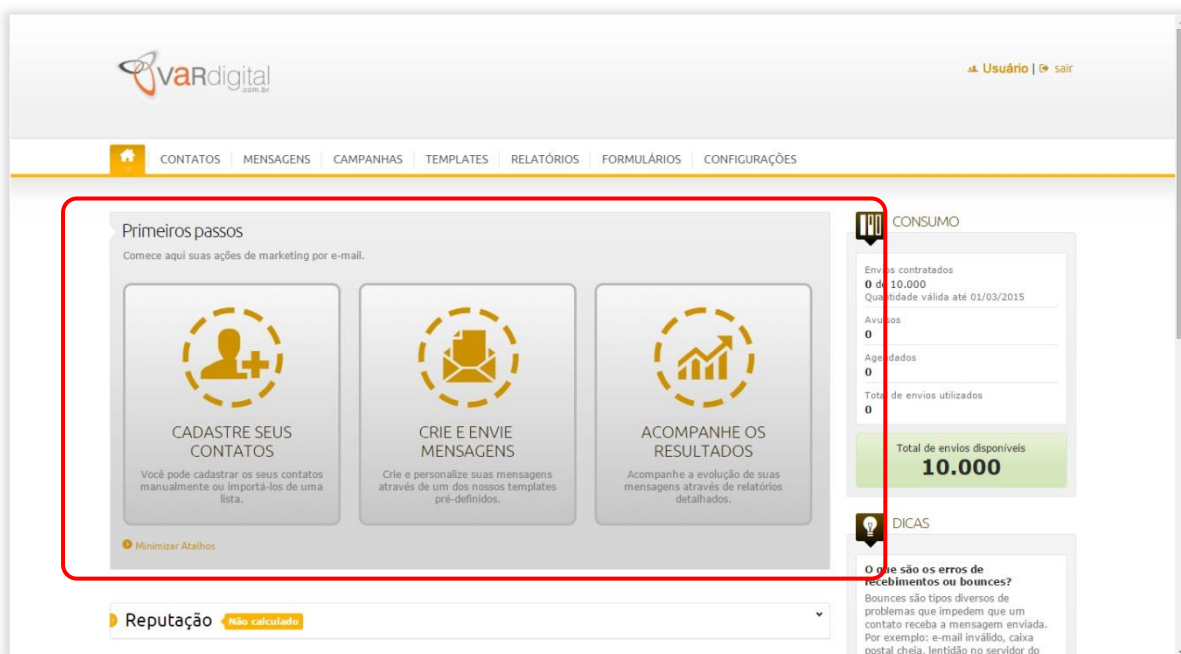 vaRdigital
.com.br
Usuário | sair
CONTATOS MENSAGENS CAMPANHAS TEMPLATES RELATÓRIOS FORMULÁRIOS CONFIGURAÇÕES
Primeiros passos
Comece aqui suas ações de marketing por e-mail.
CADASTRE SEUS
CONTATOS
Você pode cadastrar os seus contatos
manualmente ou importá-los de uma
lista.
CRIE E ENVIE
MENSAGENS
Crie e personalize suas mensagens
através de um dos nossos templates
pré-definidos.
ACOMPANHE OS
RESULTADOS
Acompanhe a evolução de suas
mensagens através de relatórios
detalhados.
Minimizar Atalhos
Reputação Não calculado
CONSUMO
Envios contratados
0 de 10.000
Quantidade válida até 01/03/2015
Avulsos
0
Agendados
0
Total de envios utilizados
0
Total de envios disponíveis
10.000
DICAS
O que são os erros de
recebimentos ou bounces?
Bounces são tipos diversos de
problemas que impedem que um
contato receba a mensagem enviada.
Por exemplo: e-mail inválido, caixa
postal cheia, lentidão no servidor do